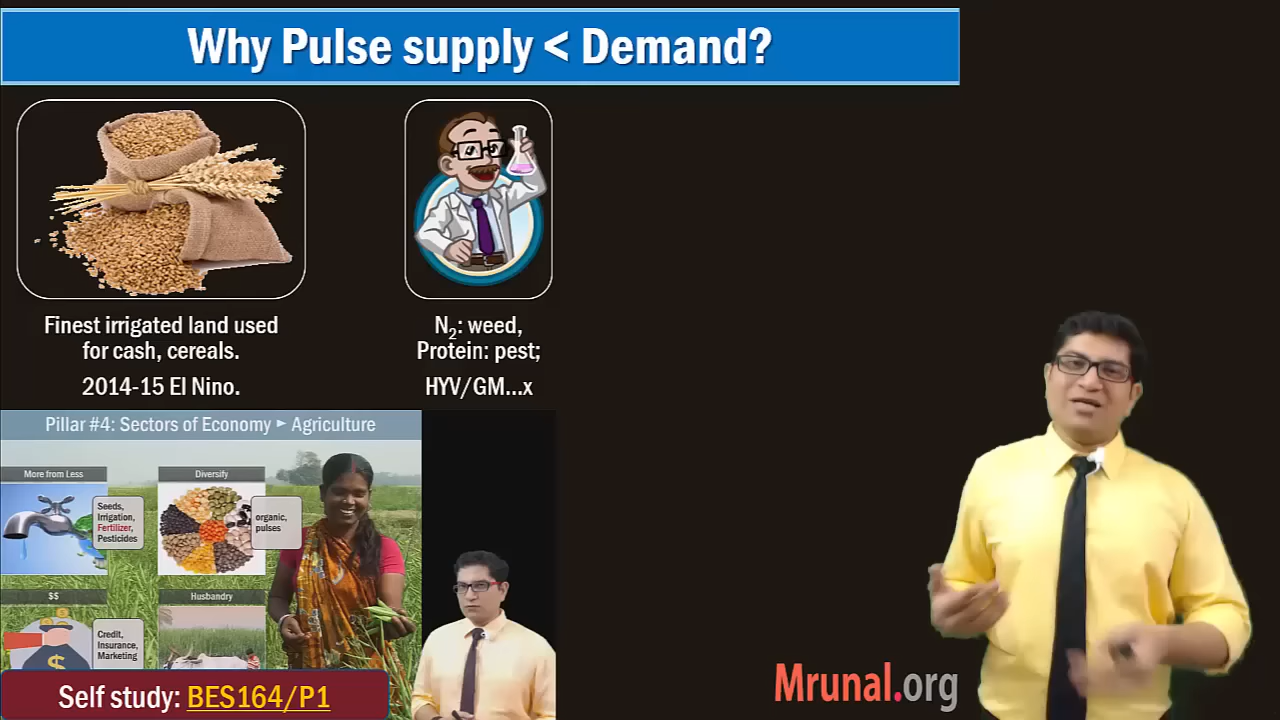 Why Pulse supply < Demand?
Finest irrigated land used
for cash, cereals.
2014-15 El Nino.
N₂: weed,
Protein: pest;
HYV/GM...x
Pillar #4: Sectors of Economy ► Agriculture
More from Less
Seeds,
Irrigation,
Fertilizer,
Pesticides
Diversify
organic,
pulses
$$
Credit,
Insurance,
Marketing
$
Husbandry
Self study: BES164/P1
Mrunal.org